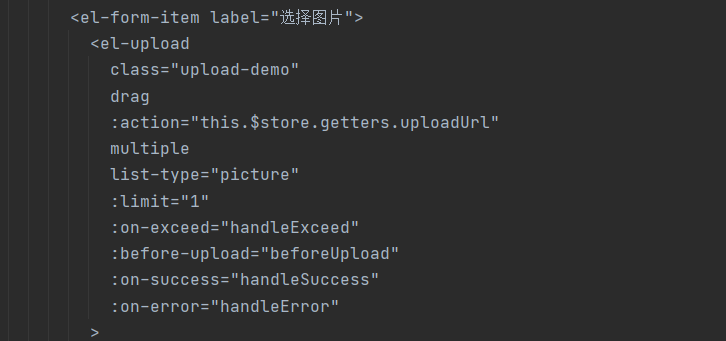 <el-form-item label="选择图片">
<el-upload
class="upload-demo"
drag
:action="this.$store.getters.uploadUrl"
multiple
list-type="picture"
:limit="1"
:on-exceed="handleExceed"
:before-upload="beforeUpload"
:on-success="handleSuccess"
:on-error="handleError"
>